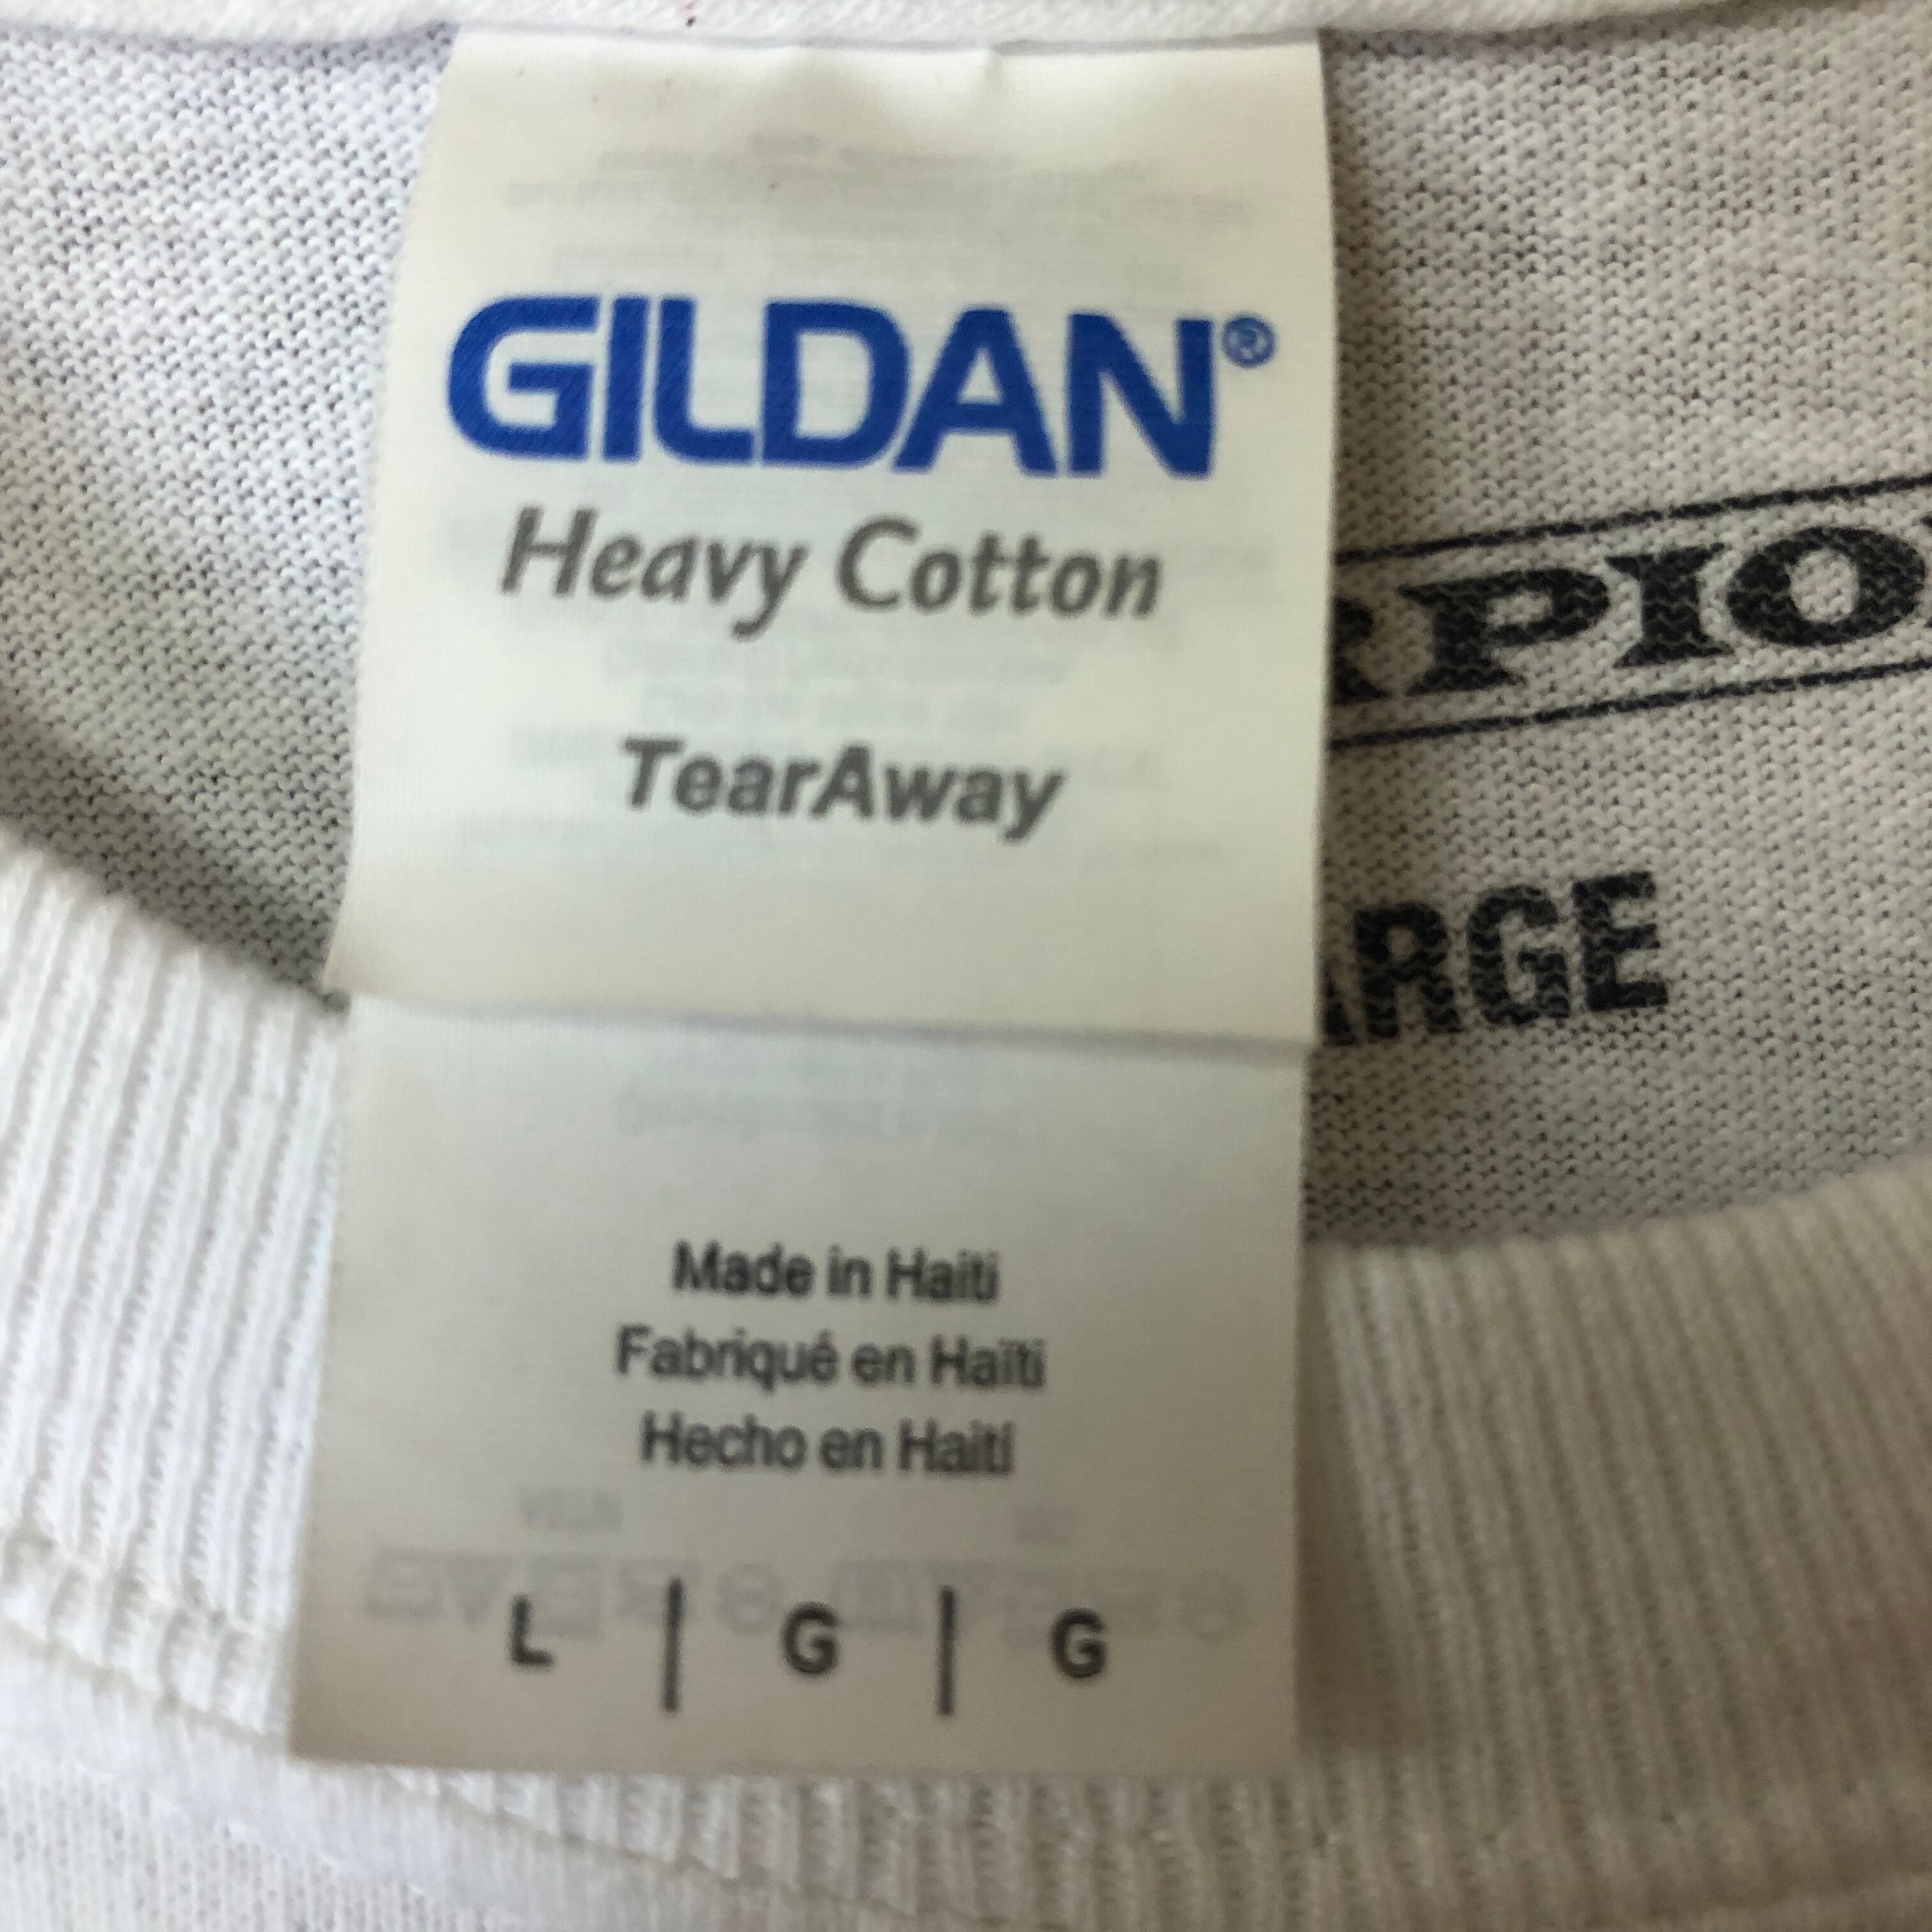 GILDAN®
Heavy Cotton
TearAway
RPIO
ARGE
Made in Haiti
Fabriqué en Haïti
Hecho en Haití
L | G | G